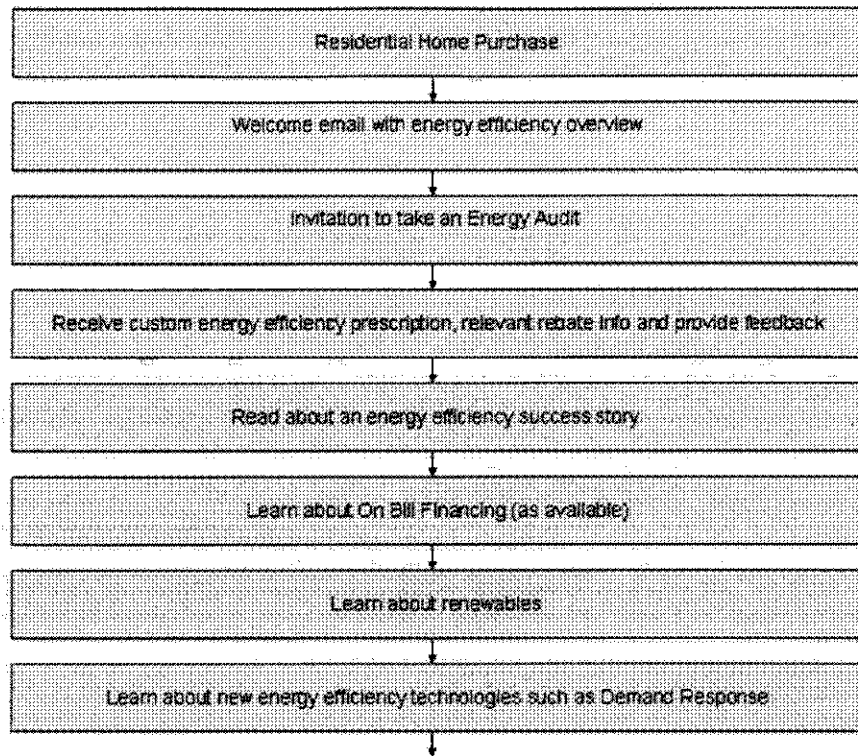 Residential Home Purchase
Welcome email with energy efficiency overview
Invitation to take an Energy Audit
Receive custom energy efficiency prescription, relevant rebate info and provide feedback
Read about an energy efficiency success story
Learn about On Bill Financing (as available)
Learn about renewables
Learn about new energy efficiency technologies such as Demand Response